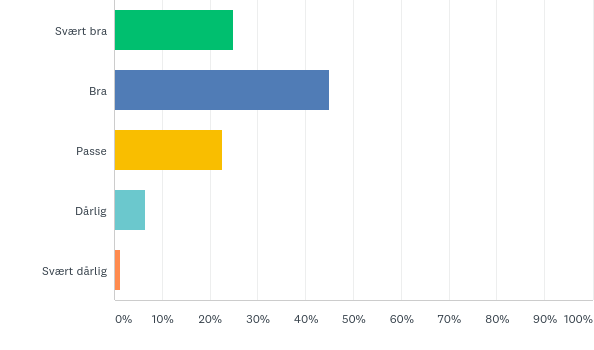 Svært bra
Bra
Passe
Dårlig
Svært dårlig
0% 10% 20% 30% 40% 50% 60% 70% 80% 90% 100%